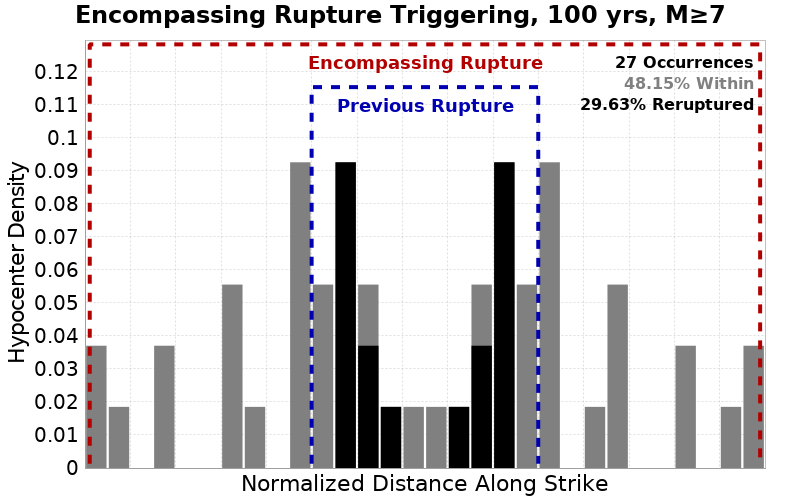 Encompassing Rupture Triggering, 100 yrs, M≥7
Encompassing Rupture
27 Occurrences
48.15% Within
29.63% Reruptured
Previous Rupture
Hypocenter Density
0.12
0.11
0.1
0.09
0.08
0.07
0.06
0.05
0.04
0.03
0.02
0.01
0
Normalized Distance Along Strike